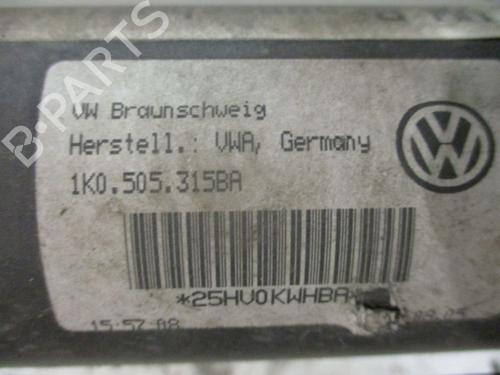 B-PARTS
VW Braunschweig
Herstell.: VWA, Germany
1K0.505.315BA
*25HV0KWHBA
15:57 08